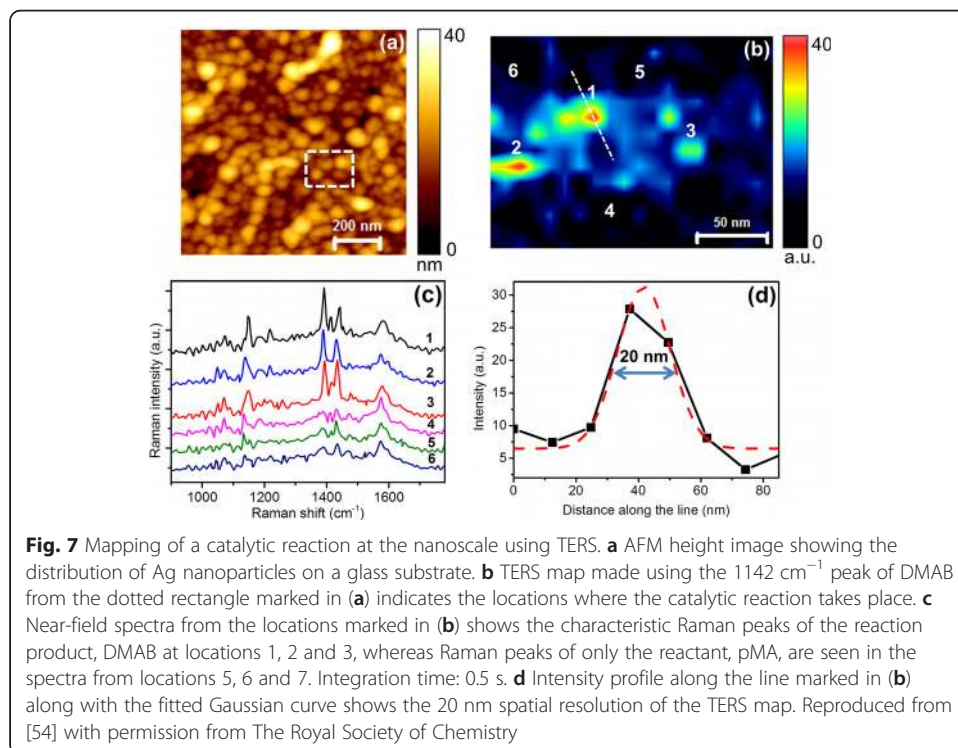 (a)
40
0
nm
200 nm
(b)
6
5
1
2
3
4
50 nm
40
0
a.u.
(c)
Raman intensity (a.u.)
1
2
3
4
5
6
1000 1200 1400 1600
Raman shift (cm⁻¹)
(d)
Intensity (a.u.)
30
25
20
15
10
5
20 nm
0 20 40 60 80
Distance along the line (nm)
Fig. 7 Mapping of a catalytic reaction at the nanoscale using TERS. a AFM height image showing the
distribution of Ag nanoparticles on a glass substrate. b TERS map made using the 1142 cm⁻¹ peak of DMAB
from the dotted rectangle marked in (a) indicates the locations where the catalytic reaction takes place. c
Near-field spectra from the locations marked in (b) shows the characteristic Raman peaks of the reaction
product, DMAB at locations 1, 2 and 3, whereas Raman peaks of only the reactant, pMA, are seen in the
spectra from locations 5, 6 and 7. Integration time: 0.5 s. d Intensity profile along the line marked in (b)
along with the fitted Gaussian curve shows the 20 nm spatial resolution of the TERS map. Reproduced from
[54] with permission from The Royal Society of Chemistry